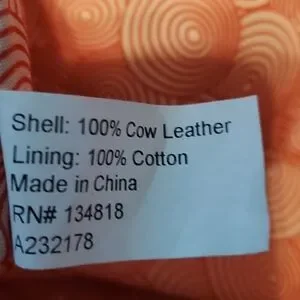 Shell: 100% Cow Leather
Lining: 100% Cotton
Made in China
RN# 134818
A232178